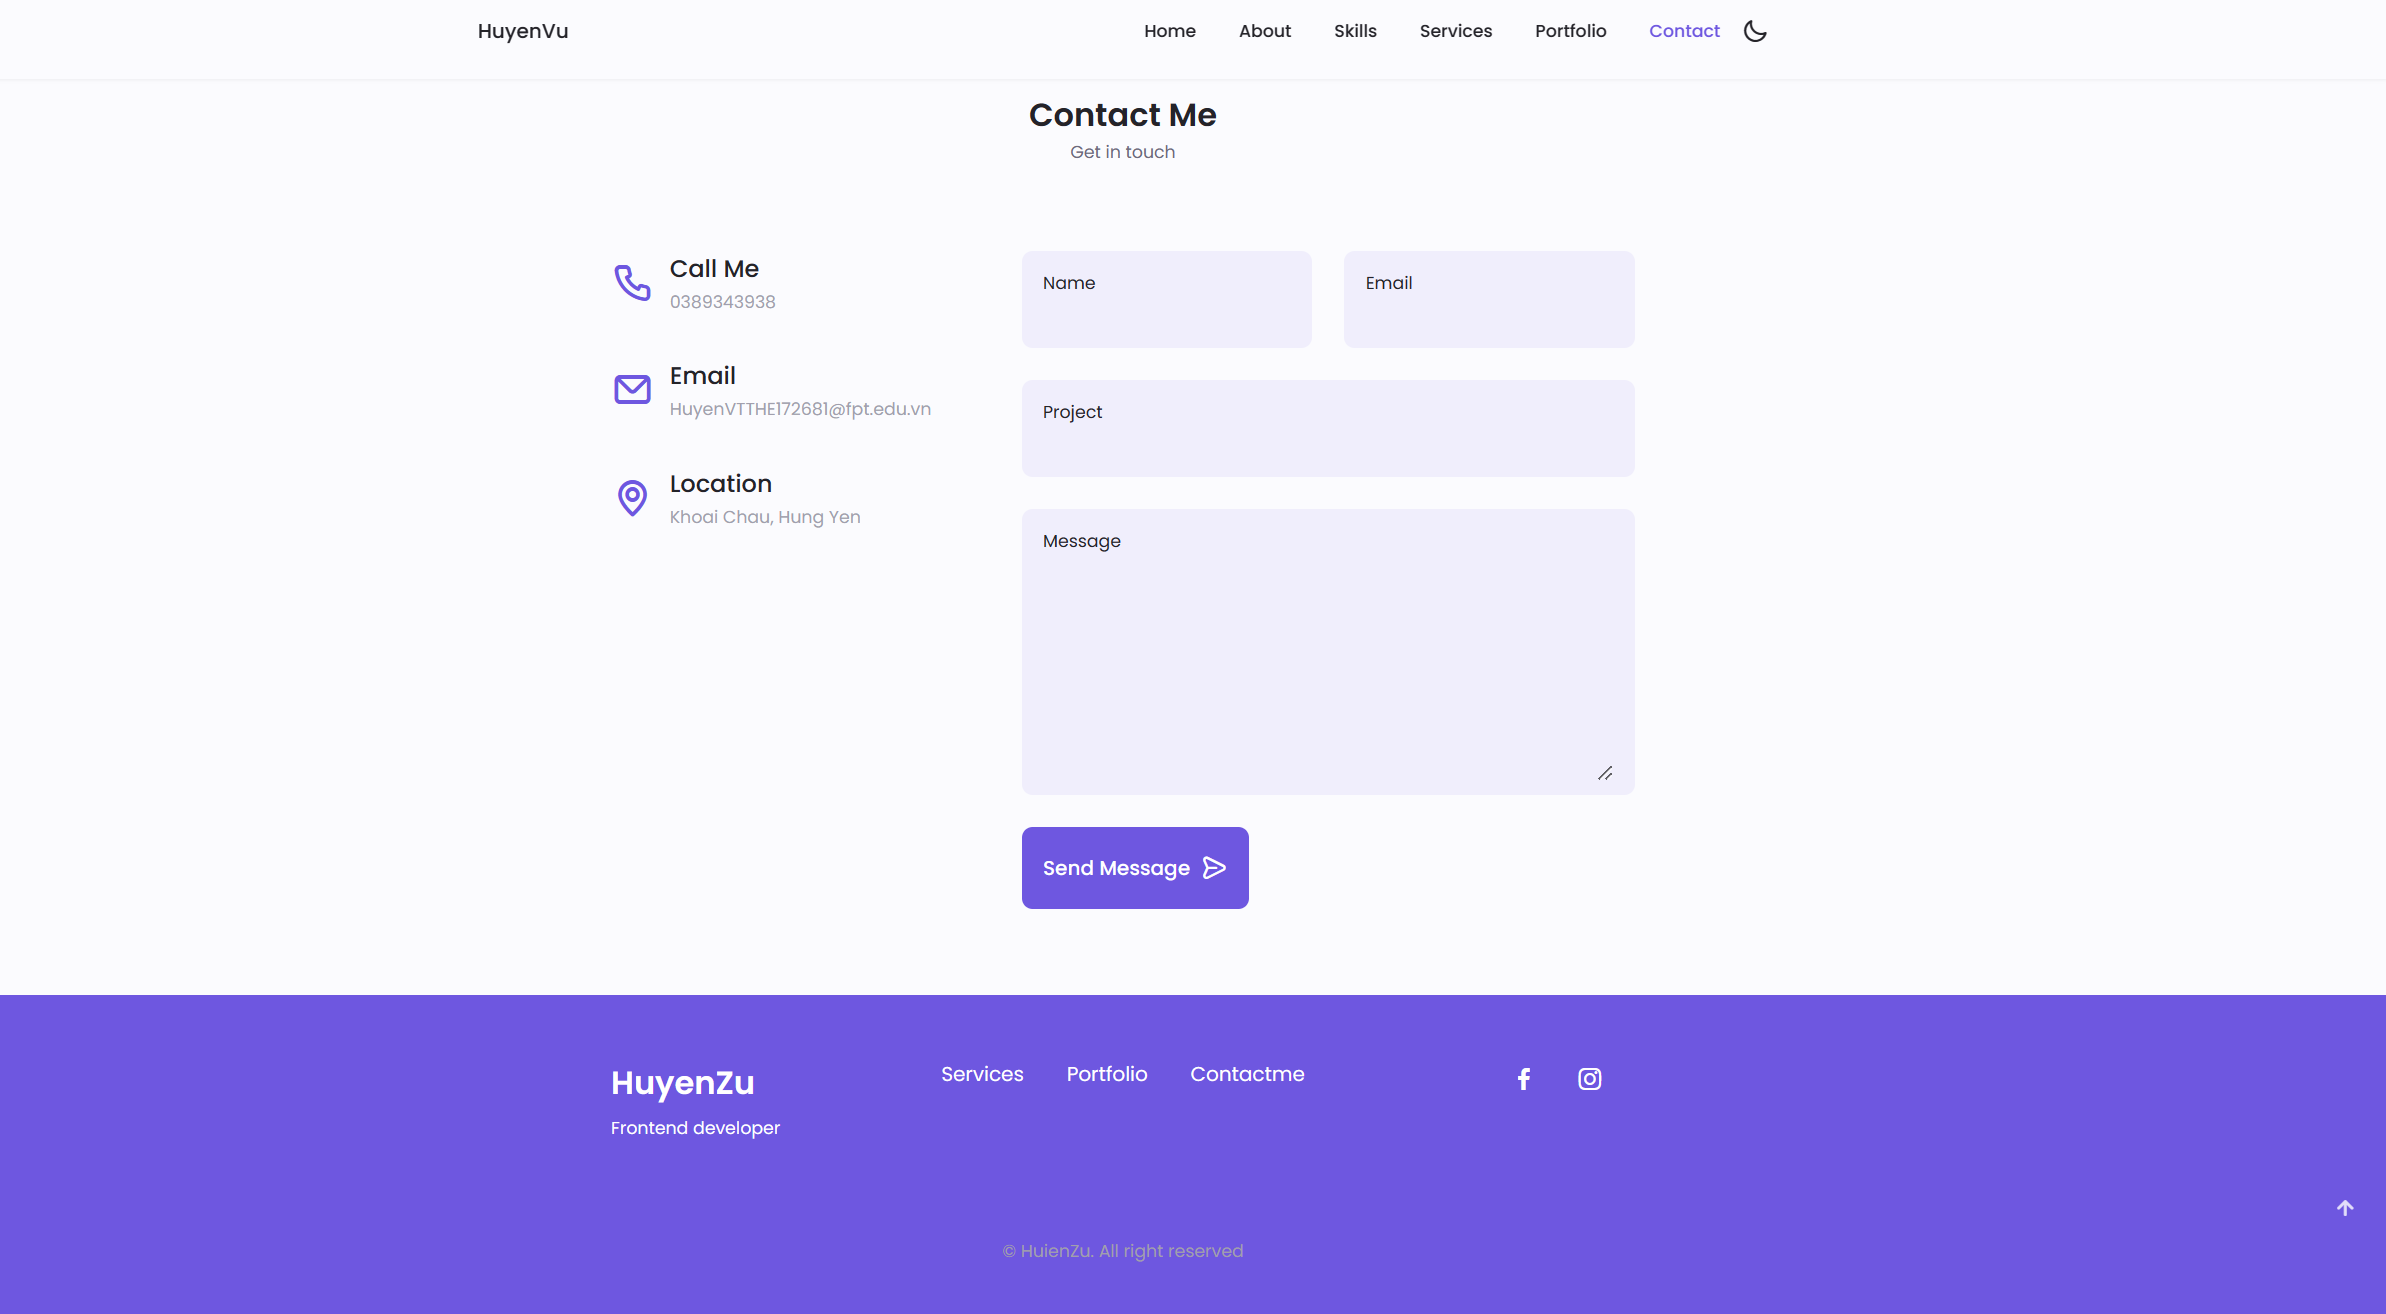 HuyenVu
Home About Skills Services Portfolio Contact
Contact Me
Get in touch
Call Me
0389343938
Email
HuyenVTTHE172681@fpt.edu.vn
Location
Khoai Chau, Hung Yen
Name
Email
Project
Message
Send Message
HuyenZu
Frontend developer
Services Portfolio Contactme
© HuienZu. All right reserved